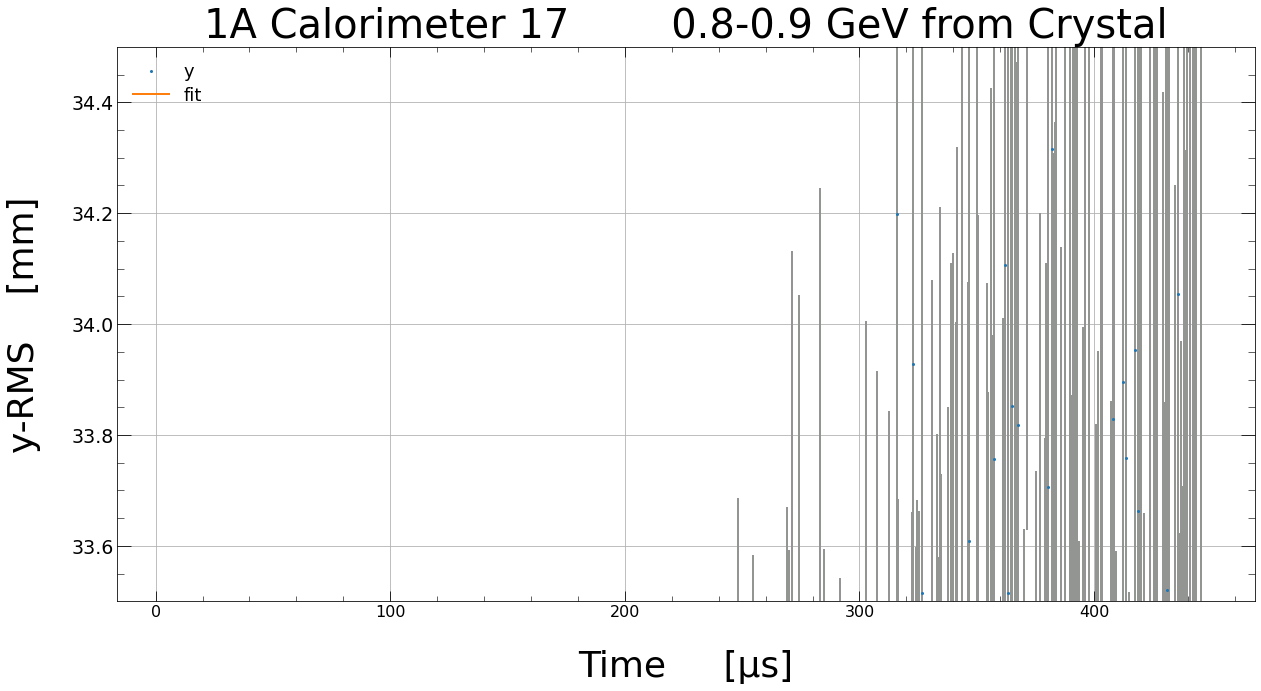 1A Calorimeter 17 0.8-0.9 GeV from Crystal
y
fit
34.4
34.2
34.0
33.8
33.6
y-RMS [mm]
0 100 200 300 400
Time [μs]